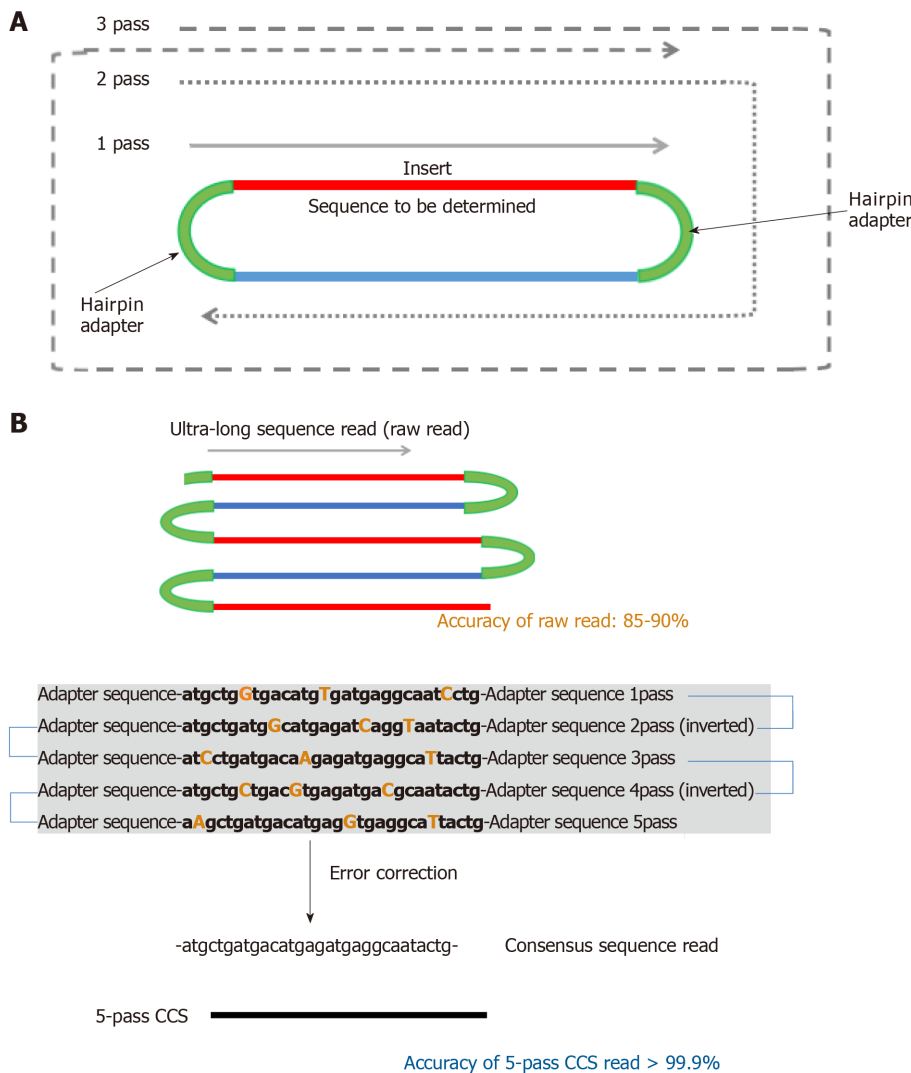 A
3 pass
2 pass
1 pass
Insert
Sequence to be determined
Hairpin
adapter
Hairpin
adapter
B
Ultra-long sequence read (raw read)
Accuracy of raw read: 85-90%
Adapter sequence-atgctgGtgacatgTgatgaggcaatCctg-Adapter sequence 1pass
Adapter sequence-atgctgatgGcatgagatCaggTaatactg-Adapter sequence 2pass (inverted)
Adapter sequence-atCctgatgacaAgagatgaggcaTtactg-Adapter sequence 3pass
Adapter sequence-atgctgCtgacGtgagatgaCgcaatactg-Adapter sequence 4pass (inverted)
Adapter sequence-aAgctgatgacatgagGtgaggcaTtactg-Adapter sequence 5pass
Error correction
-atgctgatgacatgagatgaggcaatactg-
Consensus sequence read
5-pass CCS
Accuracy of 5-pass CCS read > 99.9%